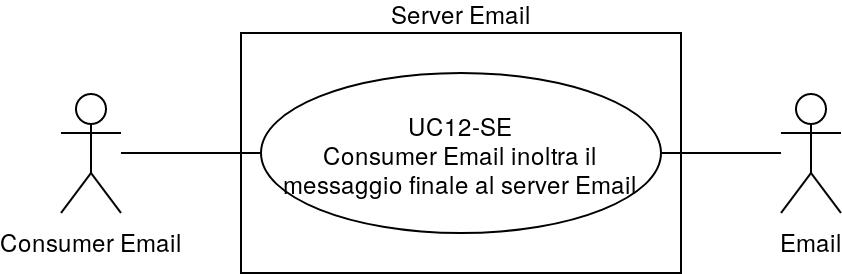 Server Email
UC12-SE
Consumer Email inoltra il
messaggio finale al server Email
Consumer Email
Email